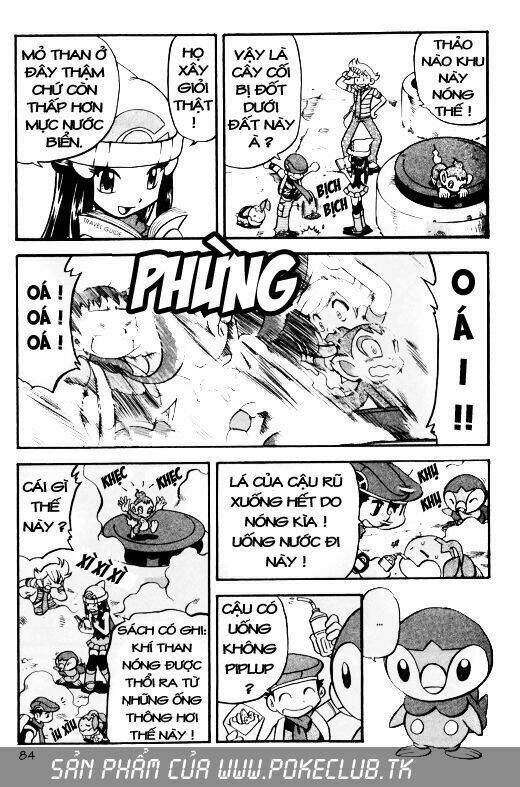 THẢO
NÀO KHU
NÀY
NÓNG
THẾ !
VẬY LÀ
CÂY CỐI
BỊ ĐỐT
DƯỚI
ĐẤT NÀY
À ?
BỊCH
BỊCH
HỌ
XÂY
GIỎI
THẬT !
MỎ THAN Ở
ĐÂY THẬM
CHÍ CÒN
THẤP HƠN
MỰC NƯỚC
BIỂN.
TRAVEL GUIDE
PHÙNG
O
Á
I
!!
OÁ !
OÁ !
OÁ !
LÁ CỦA CẬU RŨ
XUỐNG HẾT DO
NÓNG KÌA !
UỐNG NƯỚC ĐI
NÀY !
KHỤ
KHỤ
KHẸC
KHẸC
CÁI GÌ
THẾ
NÀY ?
XÌ XÌ XÌ
SÁCH CÓ GHI:
KHÍ THAN
NÓNG ĐƯỢC
THỔI RA TỪ
NHỮNG ỐNG
THÔNG HƠI
THẾ NÀY !
ÌU XÌU
...
CẬU CÓ
UỐNG
KHÔNG
PIPLUP
?
84
SẢN PHẨM CỦA WWW.POKECLUB.TK